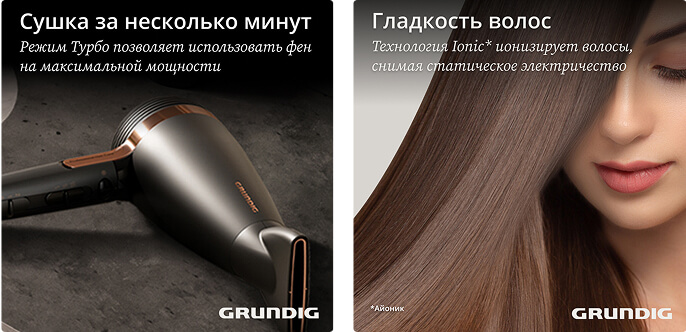 Сушка за несколько минут
Режим Турбо позволяет использовать фен
на максимальной мощности
GRUNDIG
GRUNDIG
Гладкость волос
Технология Ionic* ионизирует волосы,
снимая статическое электричество
*Айоник
GRUNDIG